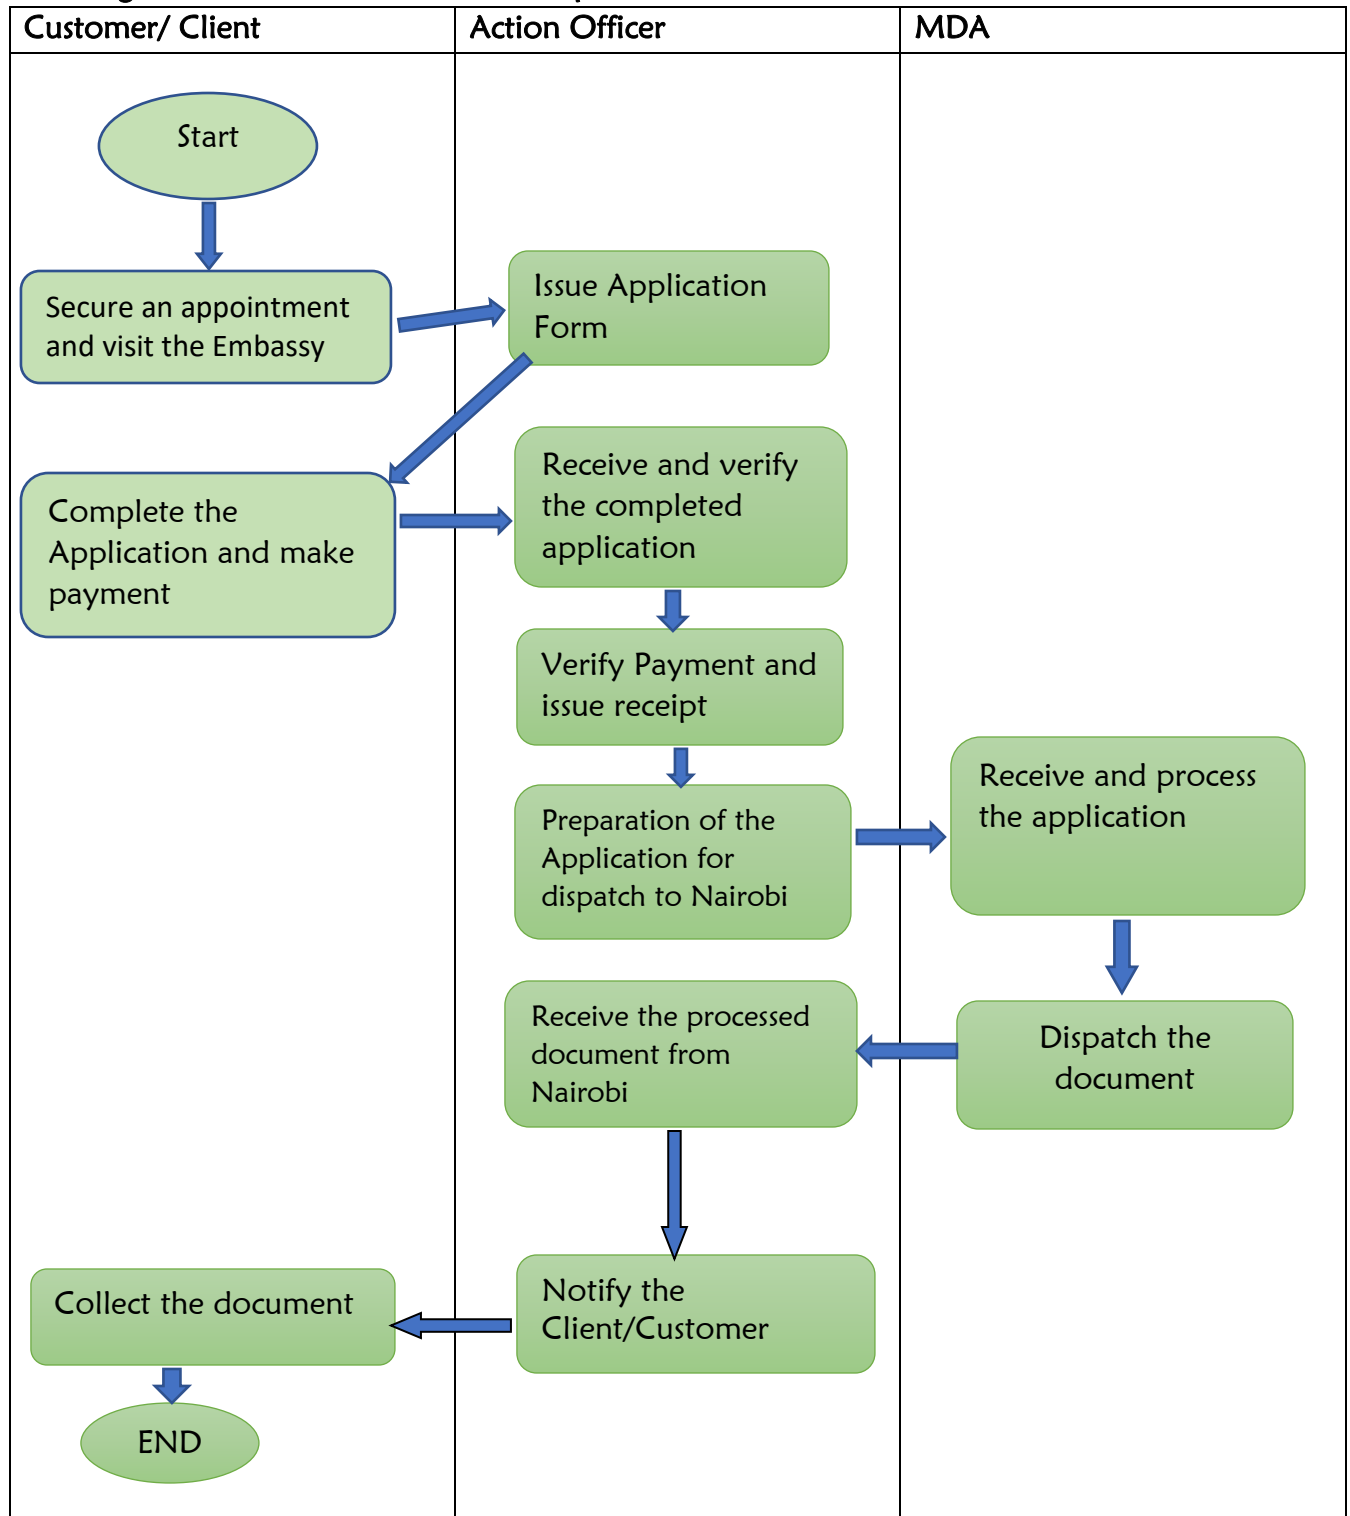 Customer/ Client
Action Officer
MDA
Start
Secure an appointment
and visit the Embassy
Issue Application
Form
Complete the
Application and make
payment
Receive and verify
the completed
application
Verify Payment and
issue receipt
Preparation of the
Application for
dispatch to Nairobi
Receive and process
the application
Dispatch the
document
Receive the processed
document from
Nairobi
Notify the
Client/Customer
Collect the document
END